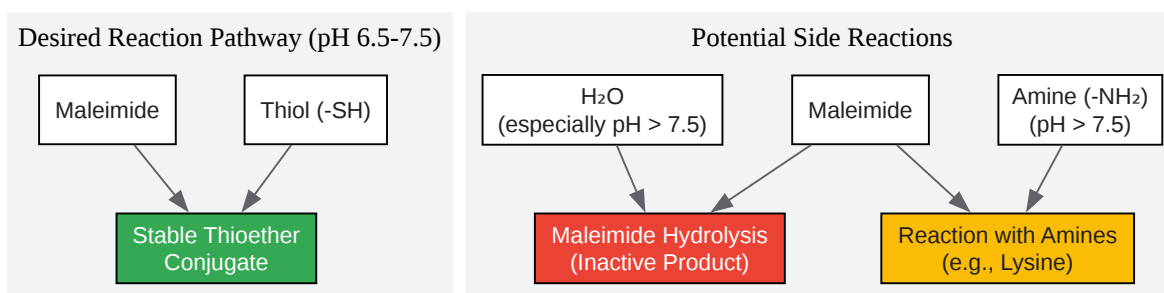 Desired Reaction Pathway (pH 6.5-7.5)
Maleimide
Thiol (-SH)
Stable Thioether
Conjugate
Potential Side Reactions
H₂O
(especially pH > 7.5)
Maleimide
Amine (-NH₂)
(pH > 7.5)
Maleimide Hydrolysis
(Inactive Product)
Reaction with Amines
(e.g., Lysine)